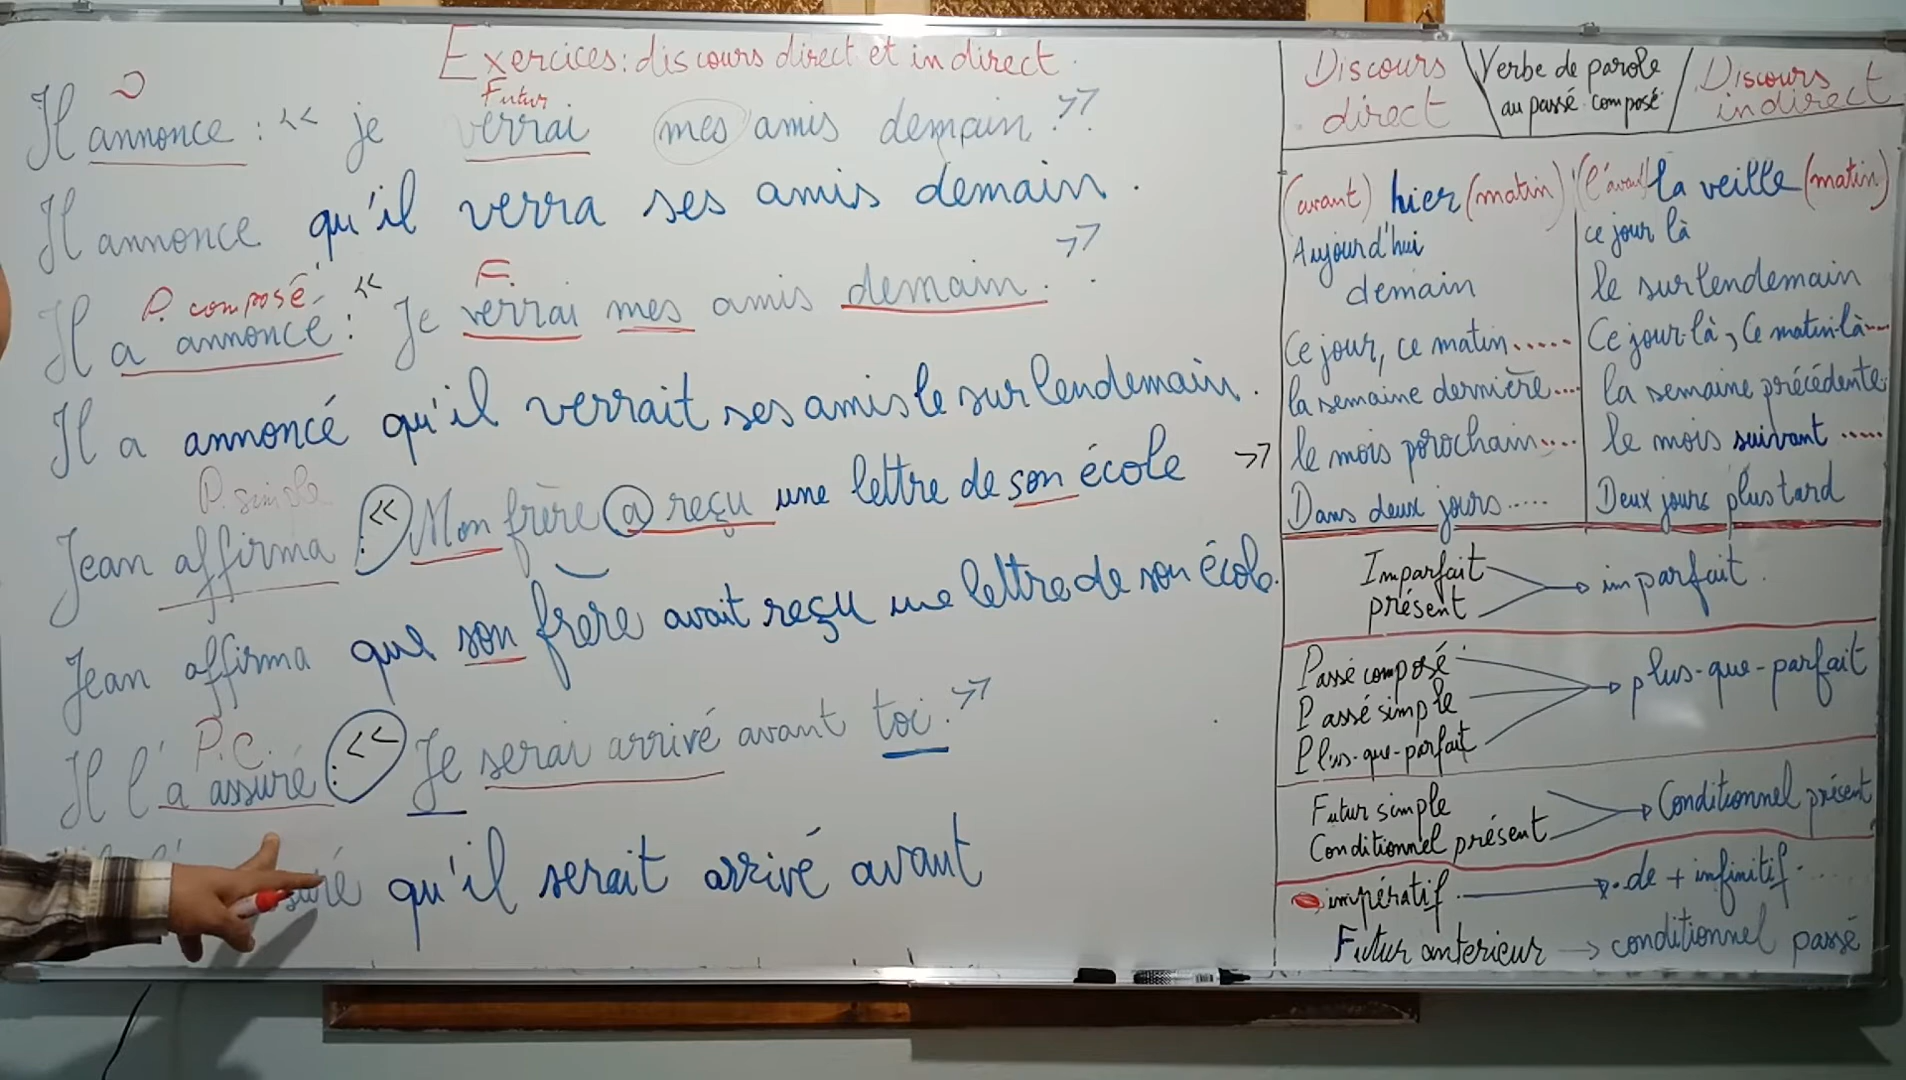 Exercices: discours direct et indirect.
Futur
Il annonce : << je verrai mes amis demain. >>
Il annonce qu'il verra ses amis demain.
P. composé F.
Il a annoncé : << Je verrai mes amis demain. >>.
Il a annoncé qu'il verrait ses amis le surlendemain.
P. simple
Jean affirma : << Mon frère a reçu une lettre de son école >>
Jean affirma que son frère avait reçu une lettre de son école.
P.C.
Il l'a assuré : << Je serai arrivé avant toi. >>
suré qu'il serait arrivé avant
Discours direct
Verbe de parole au passé composé
Discours indirect
(avant) hier (matin) (l'avant) la veille (matin)
Aujourd'hui ce jour là
demain le surlendemain
Ce jour, ce matin..... Ce jour-là, Ce matin-là....
la semaine dernière.... la semaine précédente.
le mois porochain.... le mois suivant .....
Dans deux jours..... Deux jours plus tard
Imparfait
présent → imparfait.
Passé composé
Passé simple → plus-que-parfait
Plus-que-parfait
Futur simple
Conditionnel présent → Conditionnel présent
impératif. → .de + infinitif.....
Futur anterieur → conditionnel passé